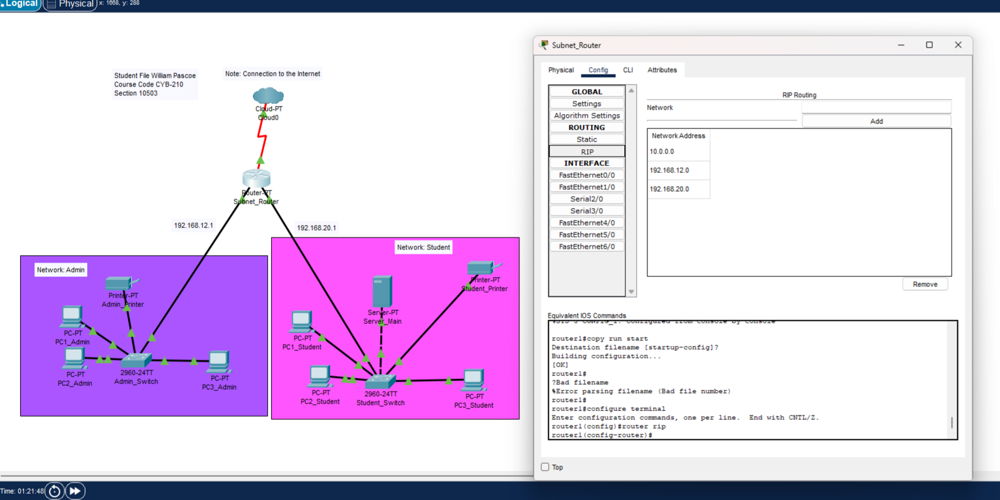 Logical
Physical
x: 1668, y: 288
Student File William Pascoe
Course Code CYB-210
Section 10503
Note: Connection to the Internet
Cloud-PT
Cloud0
Router-PT
Subnet_Router
192.168.12.1
192.168.20.1
Network: Admin
Printer-PT
Admin_Printer
PC-PT
PC1_Admin
PC-PT
PC2_Admin
2960-24TT
Admin_Switch
PC-PT
PC3_Admin
Network: Student
Printer-PT
Student_Printer
Server-PT
Server_Main
PC-PT
PC1_Student
PC-PT
PC2_Student
2960-24TT
Student_Switch
PC-PT
PC3_Student
Time: 01:21:48
Subnet_Router
Physical
Config
CLI
Attributes
GLOBAL
Settings
Algorithm Settings
ROUTING
Static
RIP
INTERFACE
FastEthernet0/0
FastEthernet1/0
Serial2/0
Serial3/0
FastEthernet4/0
FastEthernet5/0
FastEthernet6/0
RIP Routing
Network
Add
Network Address
10.0.0.0
192.168.12.0
192.168.20.0
Remove
Equivalent IOS Commands
%SYS-5-CONFIG_I: Configured from console by console
router1#copy run start
Destination filename [startup-config]?
Building configuration...
[OK]
router1#
?Bad filename
%Error parsing filename (Bad file number)
router1#
router1#configure terminal
Enter configuration commands, one per line.  End with CNTL/Z.
router1(config)#router rip
router1(config-router)#
Top